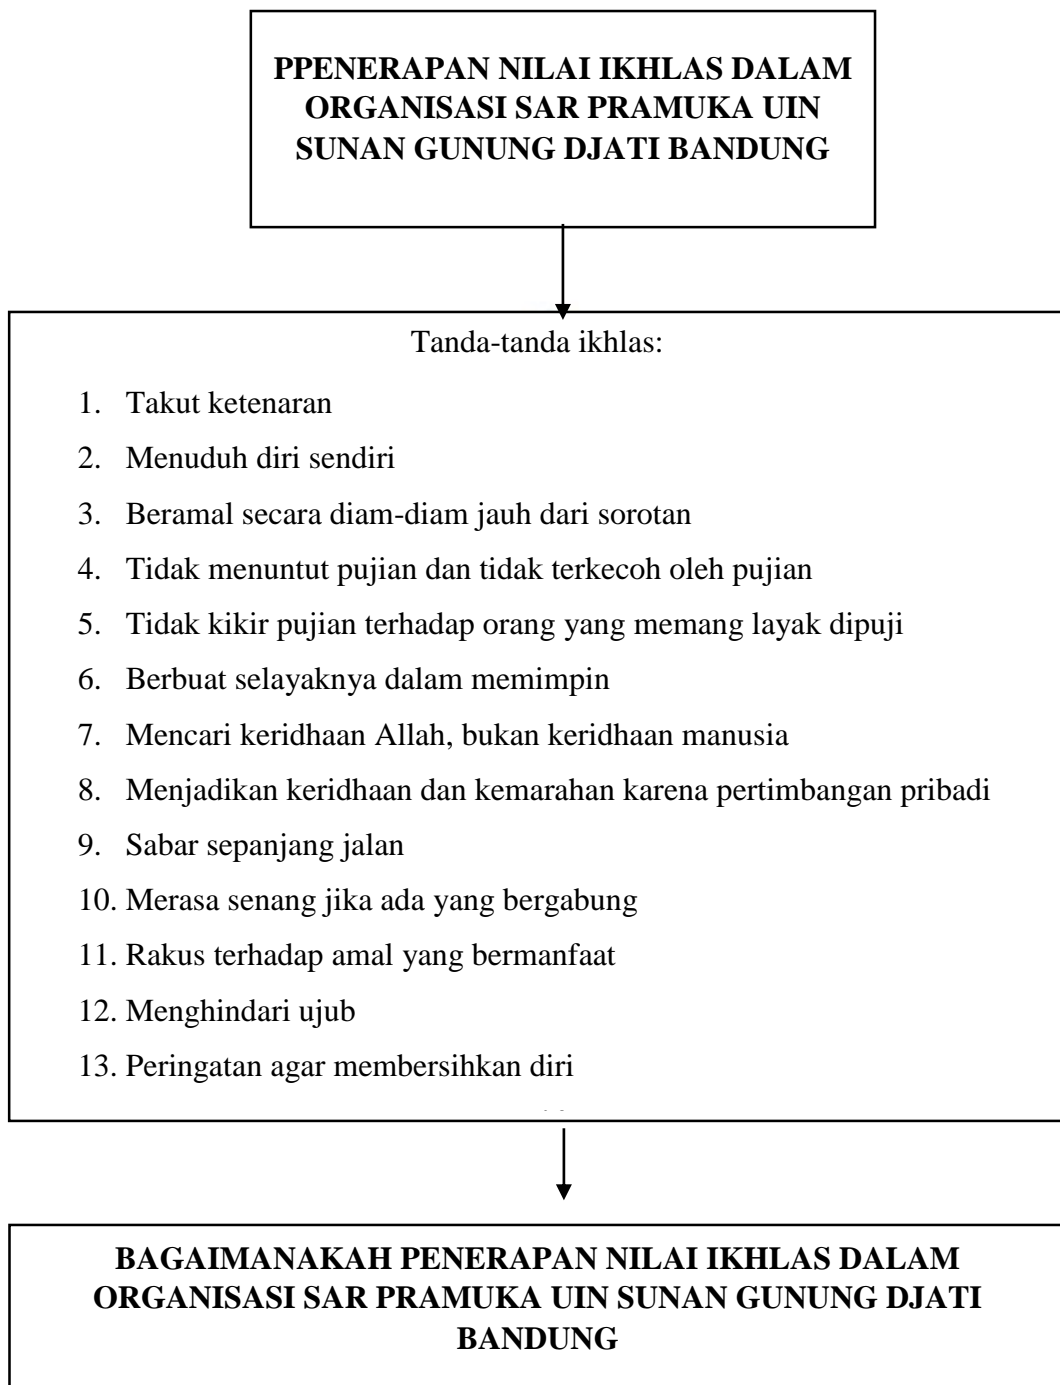 PPENERAPAN NILAI IKHLAS DALAM
ORGANISASI SAR PRAMUKA UIN
SUNAN GUNUNG DJATI BANDUNG
Tanda-tanda ikhlas:
1. Takut ketenaran
2. Menuduh diri sendiri
3. Beramal secara diam-diam jauh dari sorotan
4. Tidak menuntut pujian dan tidak terkecoh oleh pujian
5. Tidak kikir pujian terhadap orang yang memang layak dipuji
6. Berbuat selayaknya dalam memimpin
7. Mencari keridhaan Allah, bukan keridhaan manusia
8. Menjadikan keridhaan dan kemarahan karena pertimbangan pribadi
9. Sabar sepanjang jalan
10. Merasa senang jika ada yang bergabung
11. Rakus terhadap amal yang bermanfaat
12. Menghindari ujub
13. Peringatan agar membersihkan diri
BAGAIMANAKAH PENERAPAN NILAI IKHLAS DALAM
ORGANISASI SAR PRAMUKA UIN SUNAN GUNUNG DJATI
BANDUNG